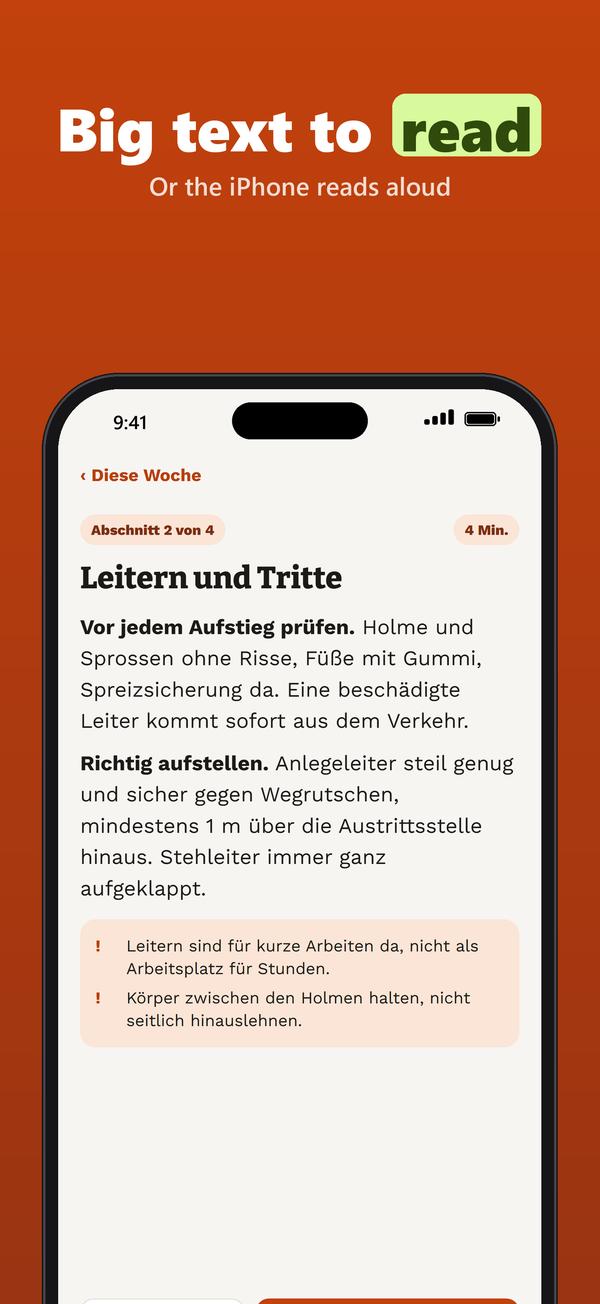 Big text to read
Or the iPhone reads aloud
9:41
‹ Diese Woche
Abschnitt 2 von 4
4 Min.
Leitern und Tritte
Vor jedem Aufstieg prüfen. Holme und
Sprossen ohne Risse, Füße mit Gummi,
Spreizsicherung da. Eine beschädigte
Leiter kommt sofort aus dem Verkehr.
Richtig aufstellen. Anlegeleiter steil genug
und sicher gegen Wegrutschen,
mindestens 1 m über die Austrittsstelle
hinaus. Stehleiter immer ganz
aufgeklappt.
! Leitern sind für kurze Arbeiten da, nicht als
Arbeitsplatz für Stunden.
! Körper zwischen den Holmen halten, nicht
seitlich hinauslehnen.